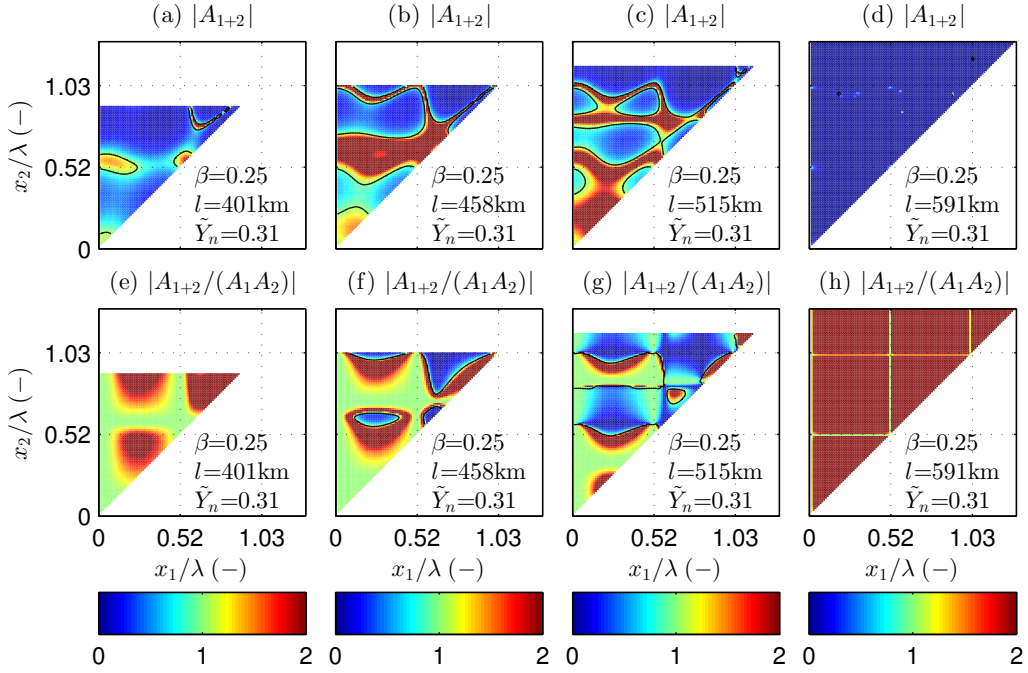 (a) |A₁₊₂|
(b) |A₁₊₂|
(c) |A₁₊₂|
(d) |A₁₊₂|
x₂/λ (−)
1.03
0.52
0
β=0.25
l=401km
Ỹₙ=0.31
β=0.25
l=458km
Ỹₙ=0.31
β=0.25
l=515km
Ỹₙ=0.31
β=0.25
l=591km
Ỹₙ=0.31
(e) |A₁₊₂/(A₁A₂)|
(f) |A₁₊₂/(A₁A₂)|
(g) |A₁₊₂/(A₁A₂)|
(h) |A₁₊₂/(A₁A₂)|
x₂/λ (−)
1.03
0.52
0
β=0.25
l=401km
Ỹₙ=0.31
β=0.25
l=458km
Ỹₙ=0.31
β=0.25
l=515km
Ỹₙ=0.31
β=0.25
l=591km
Ỹₙ=0.31
0 0.52 1.03
0 0.52 1.03
0 0.52 1.03
0 0.52 1.03
x₁/λ (−)
x₁/λ (−)
x₁/λ (−)
x₁/λ (−)
0 1 2
0 1 2
0 1 2
0 1 2